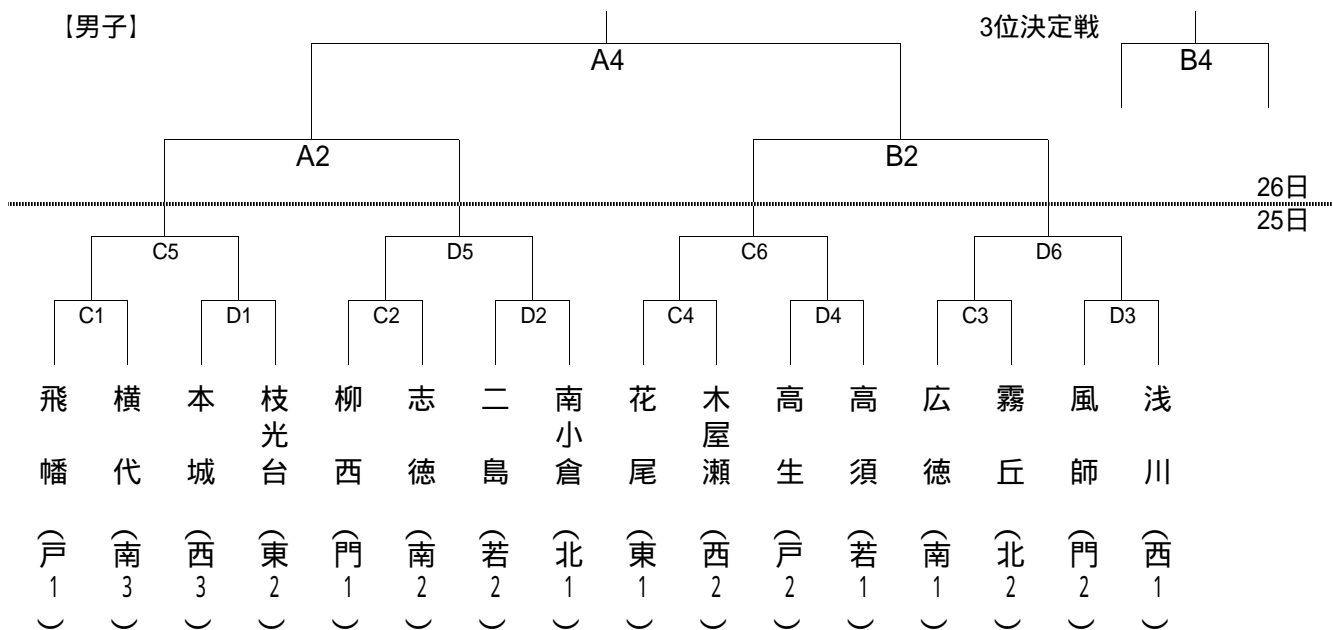 【男子】
3位決定戦
A4
B4
A2
B2
26日
25日
C5
D5
C6
D6
C1
D1
C2
D2
C4
D4
C3
D3
飛幡(戸1)
横代(南3)
本城(西3)
枝光台(東2)
柳西(門1)
志徳(南2)
二島(若2)
南小倉(北1)
花尾(東1)
木屋瀬(西2)
高生(戸2)
高須(若1)
広徳(南1)
霧丘(北2)
風師(門2)
浅川(西1)